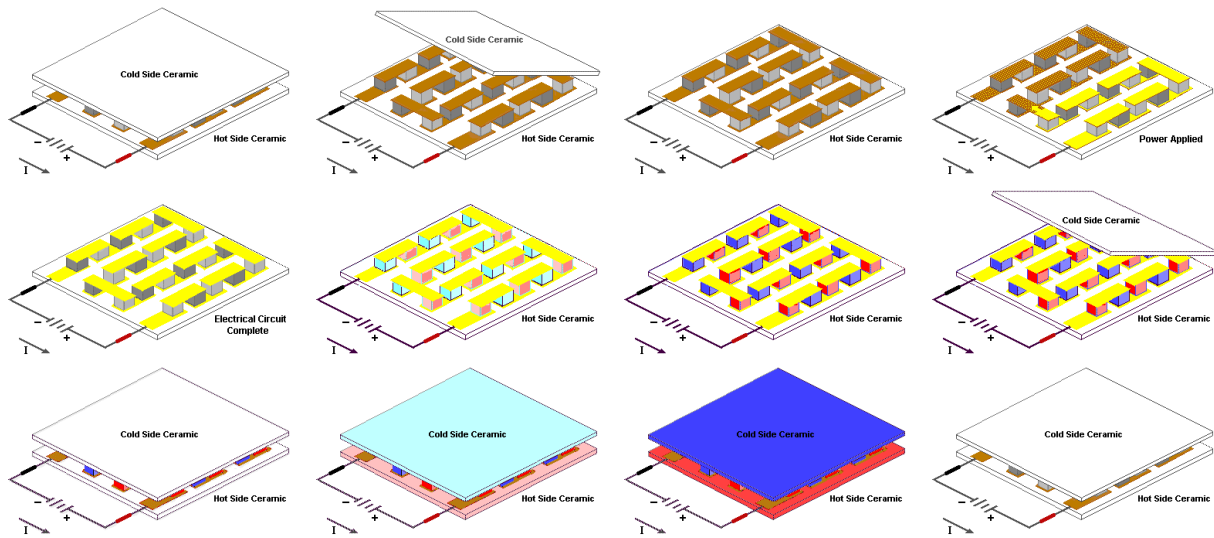 Cold Side Ceramic
Hot Side Ceramic
−
+
I
Cold Side Ceramic
Hot Side Ceramic
−
+
I
Hot Side Ceramic
−
+
I
Power Applied
−
+
I
Electrical Circuit
Complete
−
+
I
Hot Side Ceramic
−
+
I
Hot Side Ceramic
−
+
I
Cold Side Ceramic
Hot Side Ceramic
−
+
I
Cold Side Ceramic
Hot Side Ceramic
−
+
I
Cold Side Ceramic
Hot Side Ceramic
−
+
I
Cold Side Ceramic
Hot Side Ceramic
−
+
I
Cold Side Ceramic
Hot Side Ceramic
−
+
I